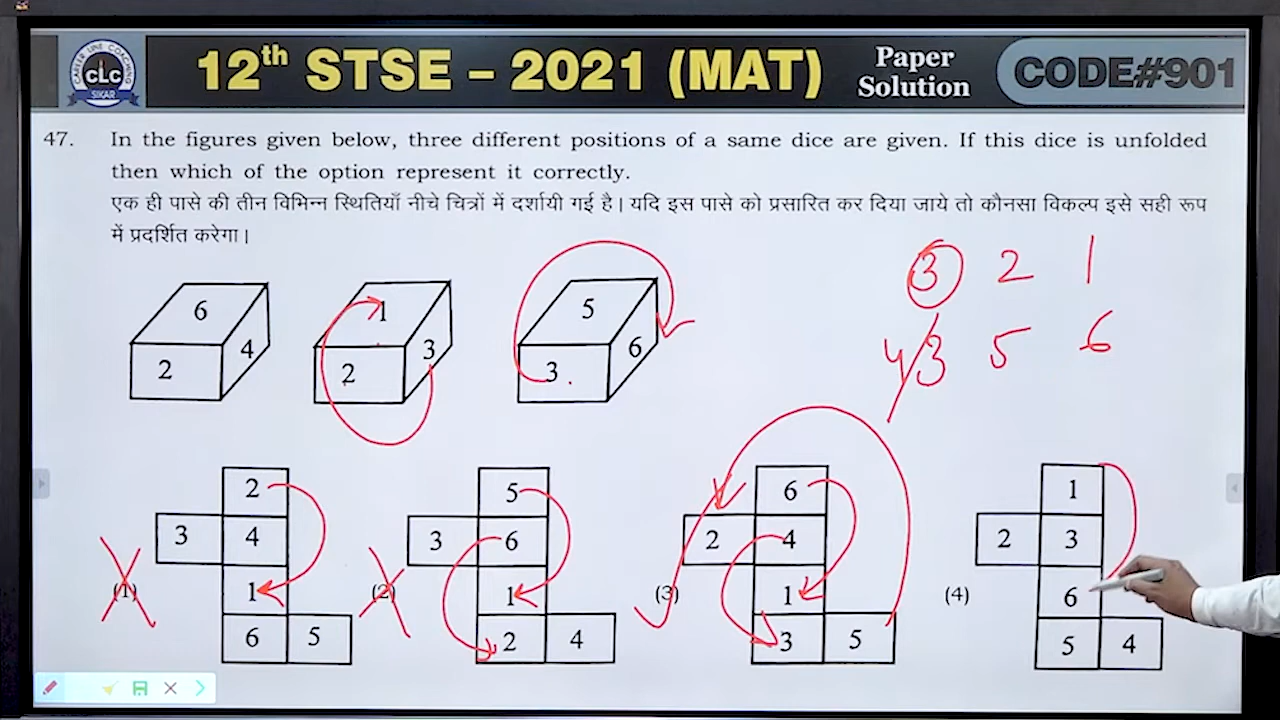 CAREER LINE COACHING
CLC
SIKAR
12th STSE – 2021 (MAT)
Paper
Solution
CODE#901
47. In the figures given below, three different positions of a same dice are given. If this dice is unfolded
then which of the option represent it correctly.
एक ही पासे की तीन विभिन्न स्थितियाँ नीचे चित्रों में दर्शायी गई है। यदि इस पासे को प्रसारित कर दिया जाये तो कौनसा विकल्प इसे सही रूप
में प्रदर्शित करेगा।
6
2 4
1
2 3
5
3 6
3 2 1
4 3 5 6
(1)
2
3 4
1
6 5
(2)
5
3 6
1
2 4
(3)
6
2 4
1
3 5
(4)
1
2 3
6
5 4